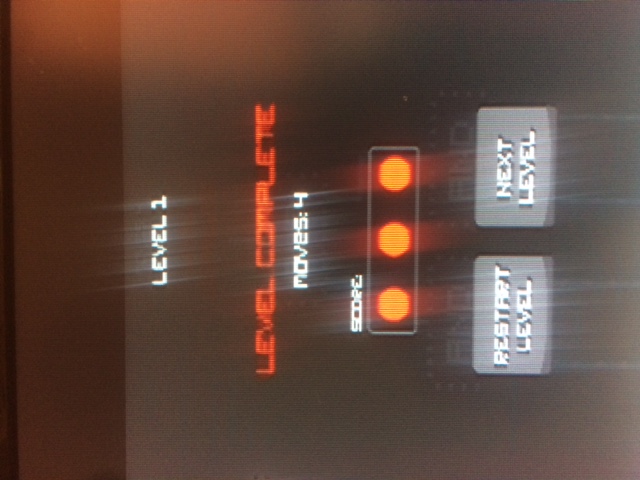 LEVEL 1
LEVEL COMPLETE
MOVES: 4
SCORE:
RESTART
LEVEL
NEXT
LEVEL